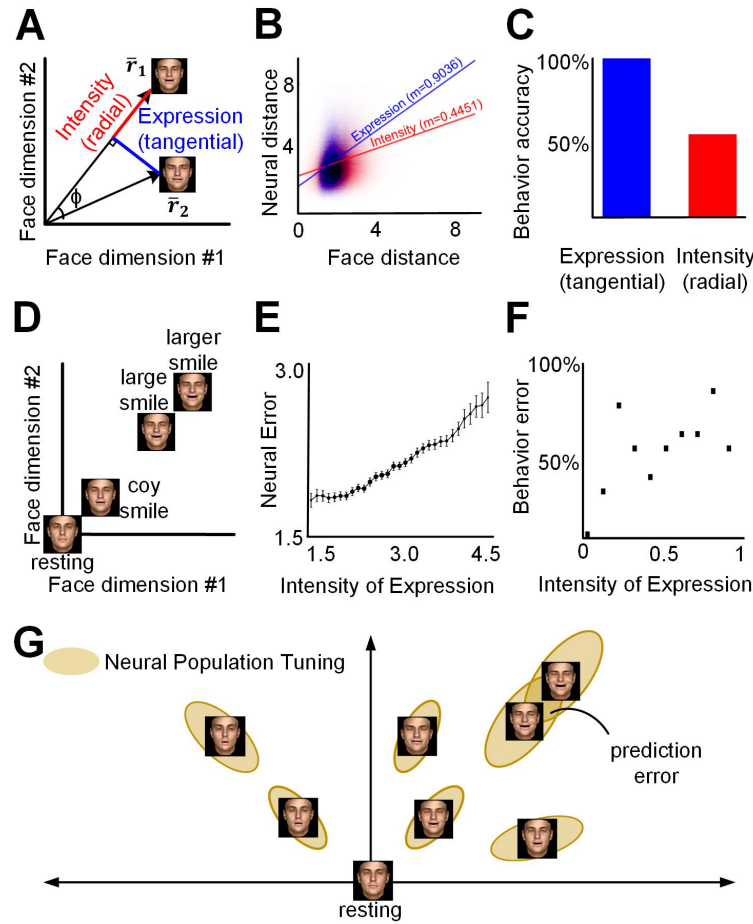 A
Face dimension #2
r̄₁
Intensity
(radial)
Expression
(tangential)
ϕ
r̄₂
Face dimension #1
B
Neural distance
8
4
0
4
8
Expression (m=0.9036)
Intensity (m=0.4451)
Face distance
C
Behavior accuracy
100%
50%
Expression
(tangential)
Intensity
(radial)
D
Face dimension #2
larger
smile
large
smile
coy
smile
resting
Face dimension #1
E
Neural Error
3.0
1.5
1.5
3.0
4.5
Intensity of Expression
F
Behavior error
100%
50%
0
0.5
1
Intensity of Expression
G
Neural Population Tuning
prediction
error
resting